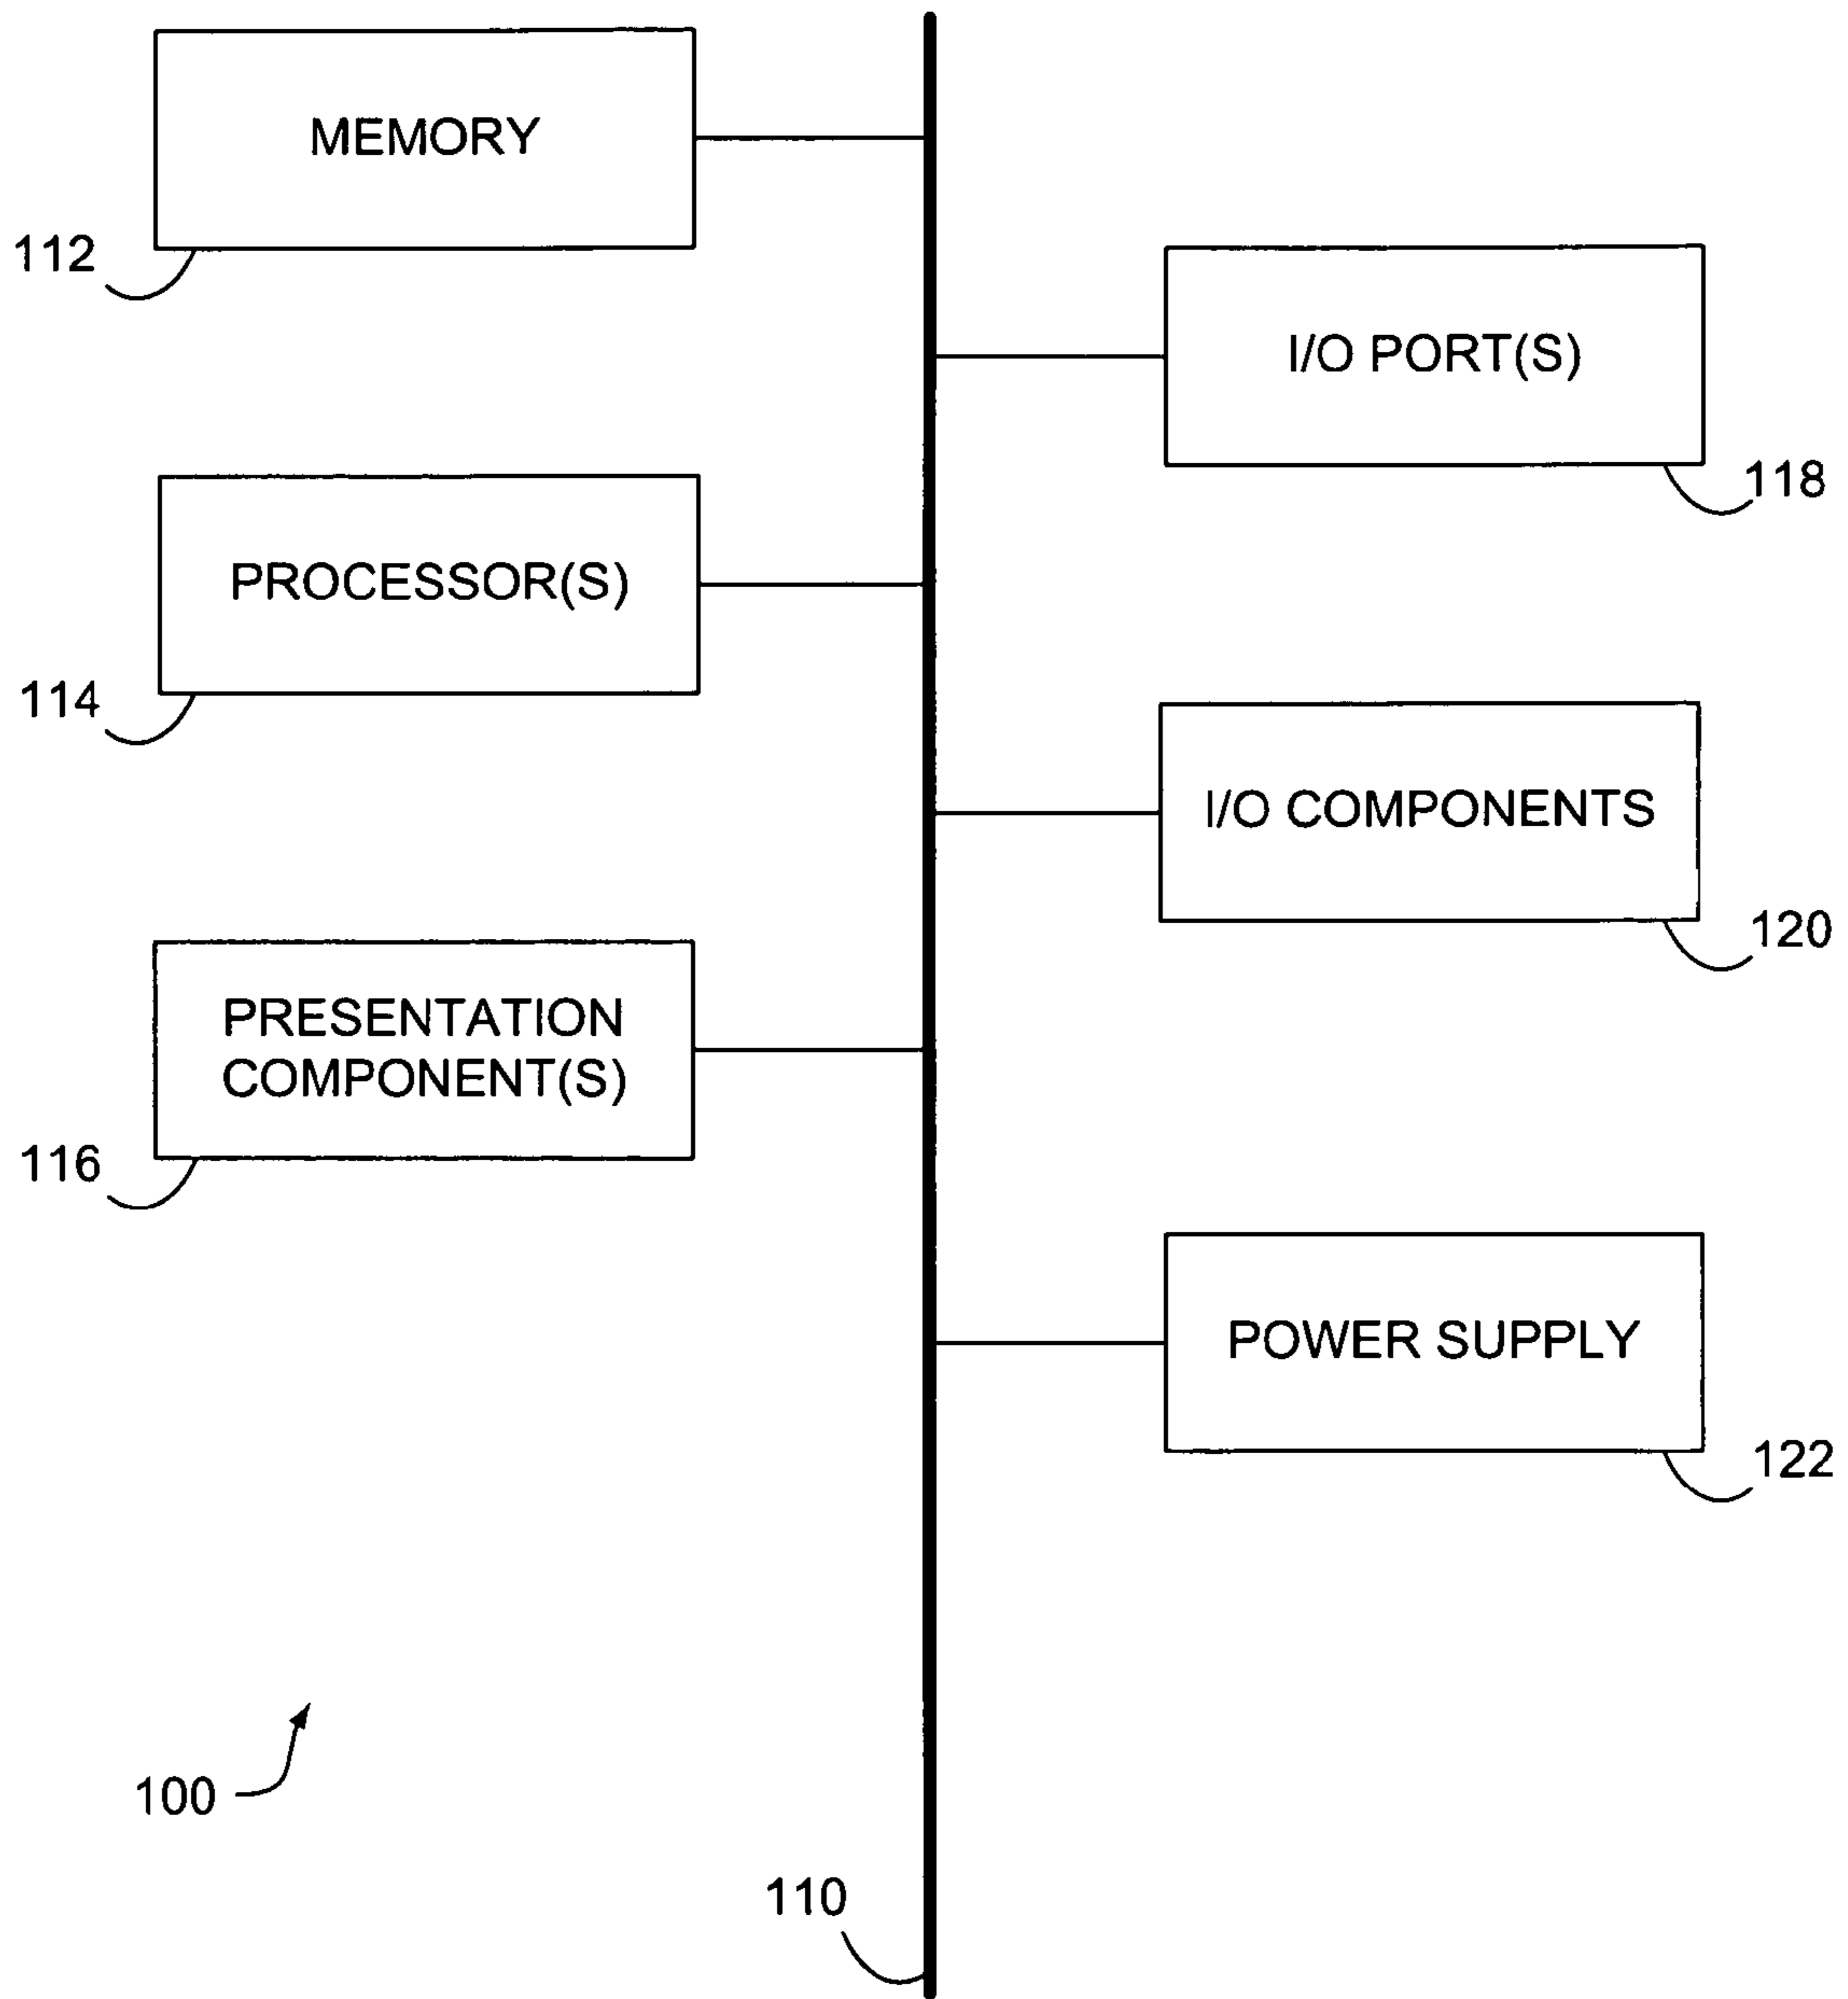 MEMORY
112
I/O PORT(S)
118
PROCESSOR(S)
114
I/O COMPONENTS
120
PRESENTATION
COMPONENT(S)
116
POWER SUPPLY
122
100
110